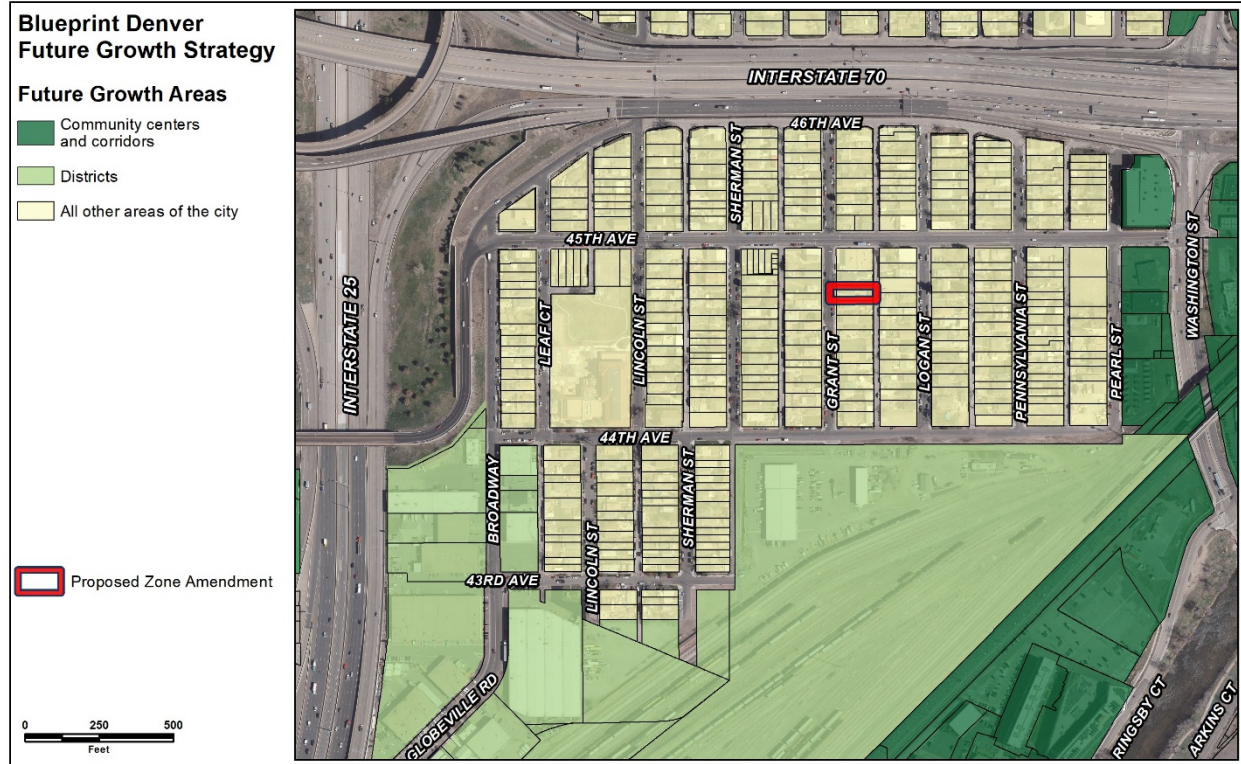 Blueprint Denver
Future Growth Strategy
Future Growth Areas
Community centers
and corridors
Districts
All other areas of the city
Proposed Zone Amendment
0 250 500
Feet
INTERSTATE 70
46TH AVE
SHERMAN ST
45TH AVE
WASHINGTON ST
INTERSTATE 25
LEAF CT
LINCOLN ST
GRANT ST
LOGAN ST
PENNSYLVANIA ST
PEARL ST
44TH AVE
BROADWAY
SHERMAN ST
LINCOLN ST
43RD AVE
GLOBEVILLE RD
RINGSBY CT
ARKINS CT